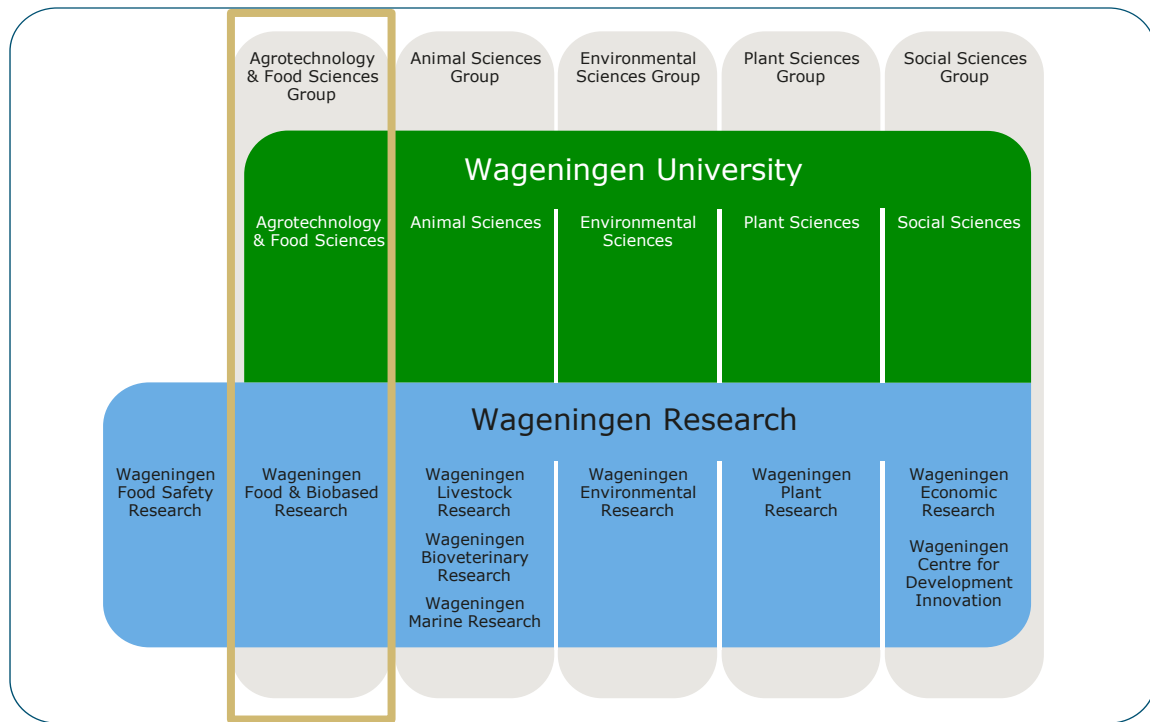 Agrotechnology
& Food Sciences
Group
Animal Sciences
Group
Environmental
Sciences Group
Plant Sciences
Group
Social Sciences
Group
Wageningen University
Agrotechnology
& Food Sciences
Animal Sciences
Environmental
Sciences
Plant Sciences
Social Sciences
Wageningen Research
Wageningen
Food Safety
Research
Wageningen
Food & Biobased
Research
Wageningen
Livestock
Research
Wageningen
Bioveterinary
Research
Wageningen
Marine Research
Wageningen
Environmental
Research
Wageningen
Plant
Research
Wageningen
Economic
Research
Wageningen
Centre for
Development
Innovation